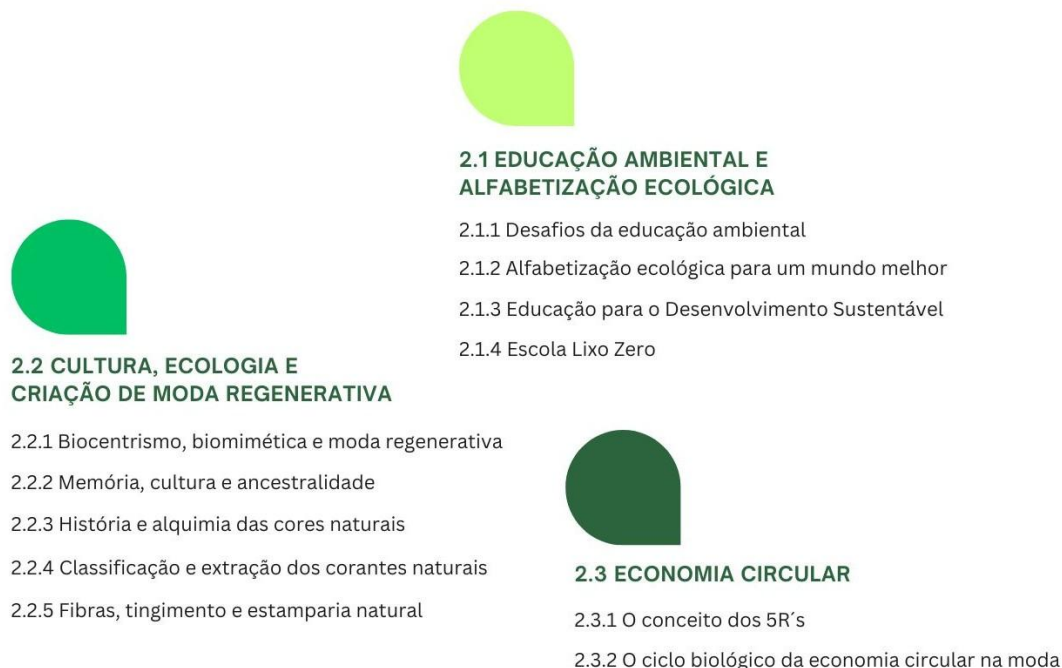 2.1 EDUCAÇÃO AMBIENTAL E
ALFABETIZAÇÃO ECOLÓGICA
2.1.1 Desafios da educação ambiental
2.1.2 Alfabetização ecológica para um mundo melhor
2.1.3 Educação para o Desenvolvimento Sustentável
2.1.4 Escola Lixo Zero
2.2 CULTURA, ECOLOGIA E
CRIAÇÃO DE MODA REGENERATIVA
2.2.1 Biocentrismo, biomimética e moda regenerativa
2.2.2 Memória, cultura e ancestralidade
2.2.3 História e alquimia das cores naturais
2.2.4 Classificação e extração dos corantes naturais
2.2.5 Fibras, tingimento e estamparia natural
2.3 ECONOMIA CIRCULAR
2.3.1 O conceito dos 5R´s
2.3.2 O ciclo biológico da economia circular na moda